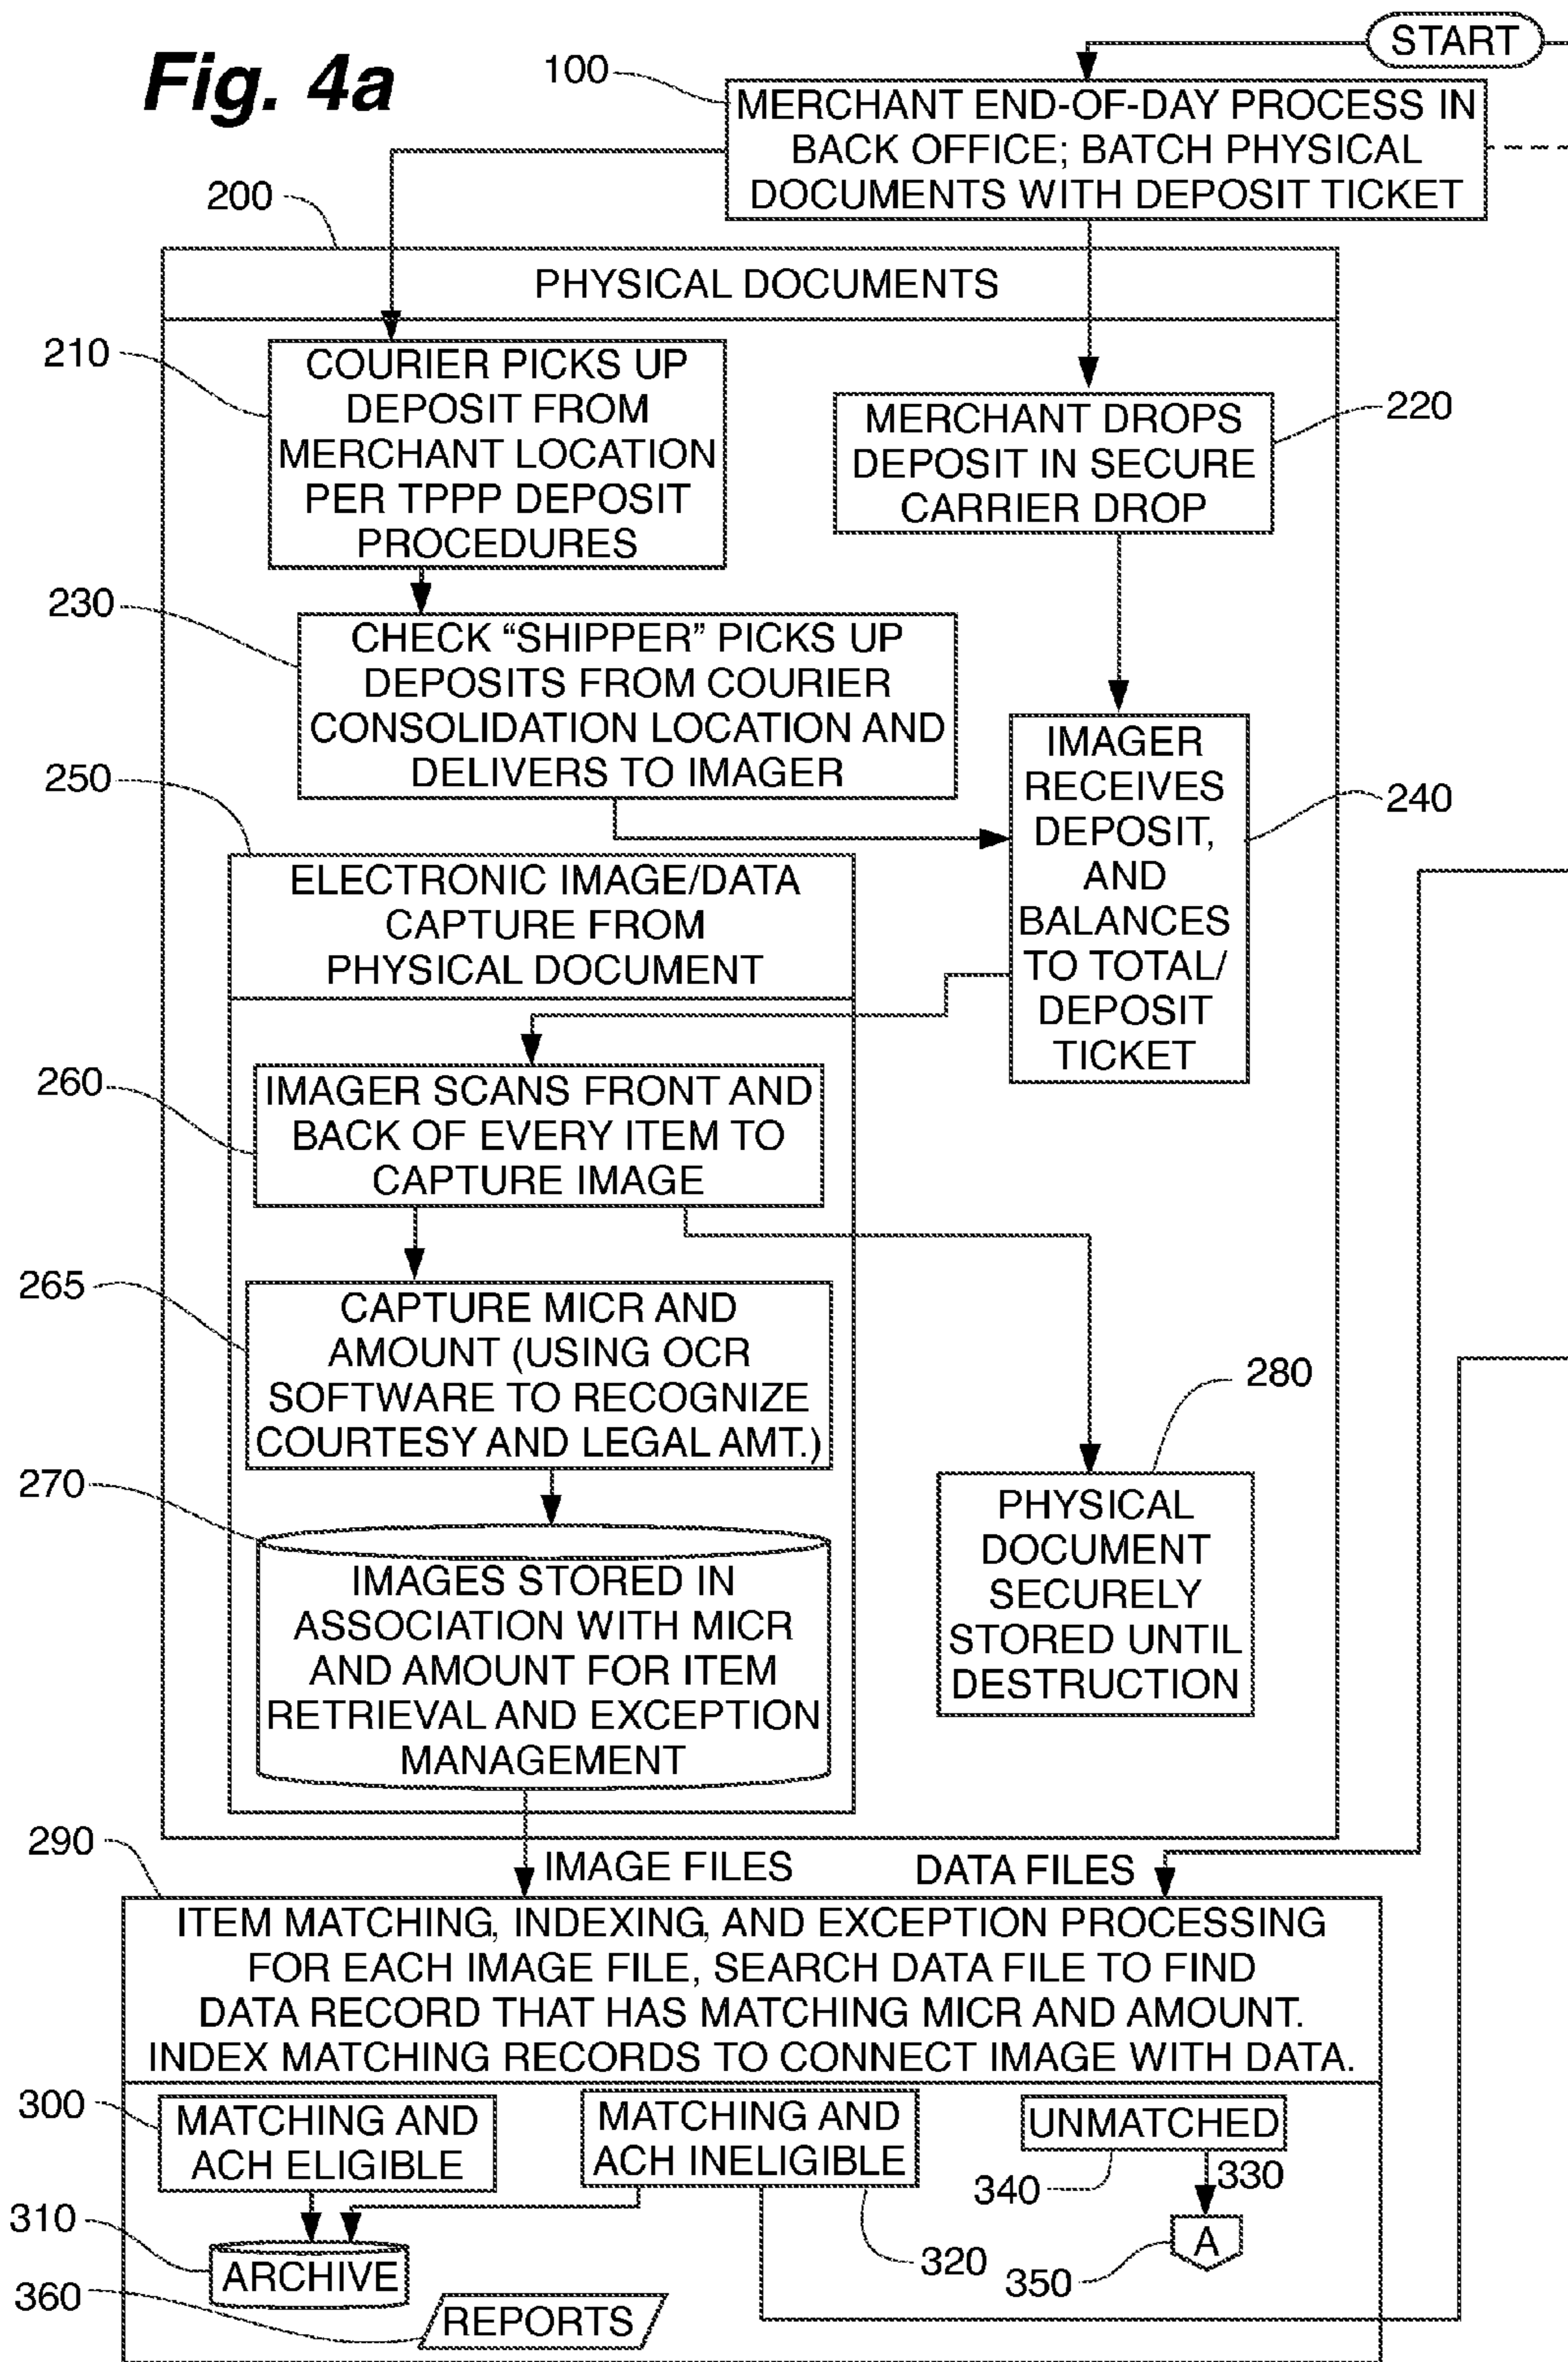 Fig. 4a
START
100
MERCHANT END-OF-DAY PROCESS IN
BACK OFFICE; BATCH PHYSICAL
DOCUMENTS WITH DEPOSIT TICKET
200
PHYSICAL DOCUMENTS
210
COURIER PICKS UP
DEPOSIT FROM
MERCHANT LOCATION
PER TPPP DEPOSIT
PROCEDURES
220
MERCHANT DROPS
DEPOSIT IN SECURE
CARRIER DROP
230
CHECK “SHIPPER” PICKS UP
DEPOSITS FROM COURIER
CONSOLIDATION LOCATION AND
DELIVERS TO IMAGER
240
IMAGER
RECEIVES
DEPOSIT,
AND
BALANCES
TO TOTAL/
DEPOSIT
TICKET
250
ELECTRONIC IMAGE/DATA
CAPTURE FROM
PHYSICAL DOCUMENT
260
IMAGER SCANS FRONT AND
BACK OF EVERY ITEM TO
CAPTURE IMAGE
265
CAPTURE MICR AND
AMOUNT (USING OCR
SOFTWARE TO RECOGNIZE
COURTESY AND LEGAL AMT.)
270
IMAGES STORED IN
ASSOCIATION WITH MICR
AND AMOUNT FOR ITEM
RETRIEVAL AND EXCEPTION
MANAGEMENT
280
PHYSICAL
DOCUMENT
SECURELY
STORED UNTIL
DESTRUCTION
290
IMAGE FILES
DATA FILES
ITEM MATCHING, INDEXING, AND EXCEPTION PROCESSING
FOR EACH IMAGE FILE, SEARCH DATA FILE TO FIND
DATA RECORD THAT HAS MATCHING MICR AND AMOUNT.
INDEX MATCHING RECORDS TO CONNECT IMAGE WITH DATA.
300
MATCHING AND
ACH ELIGIBLE
MATCHING AND
ACH INELIGIBLE
UNMATCHED
340
330
310
ARCHIVE
320
350
A
360
REPORTS